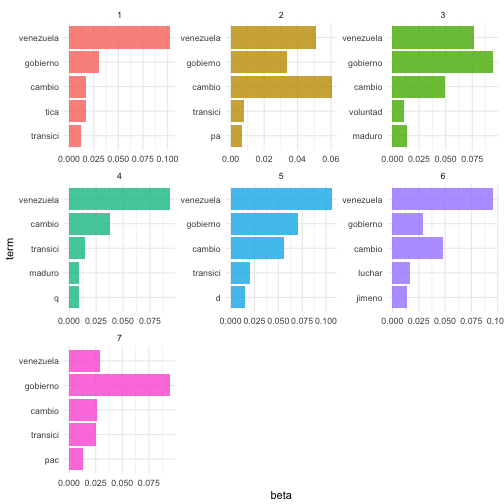 1 2 3
venezuela
gobierno
cambio
tica
transici
0.000 0.025 0.050 0.075 0.100
venezuela
gobierno
cambio
transici
pa
0.00 0.02 0.04 0.06
venezuela
gobierno
cambio
voluntad
maduro
0.000 0.025 0.050 0.075
4 5 6
venezuela
cambio
transici
maduro
q
0.000 0.025 0.050 0.075
venezuela
gobierno
cambio
transici
d
0.000 0.025 0.050 0.075 0.100
venezuela
gobierno
cambio
luchar
jimeno
0.000 0.025 0.050 0.075 0.100
7
venezuela
gobierno
cambio
transici
pac
0.000 0.025 0.050 0.075
term
beta